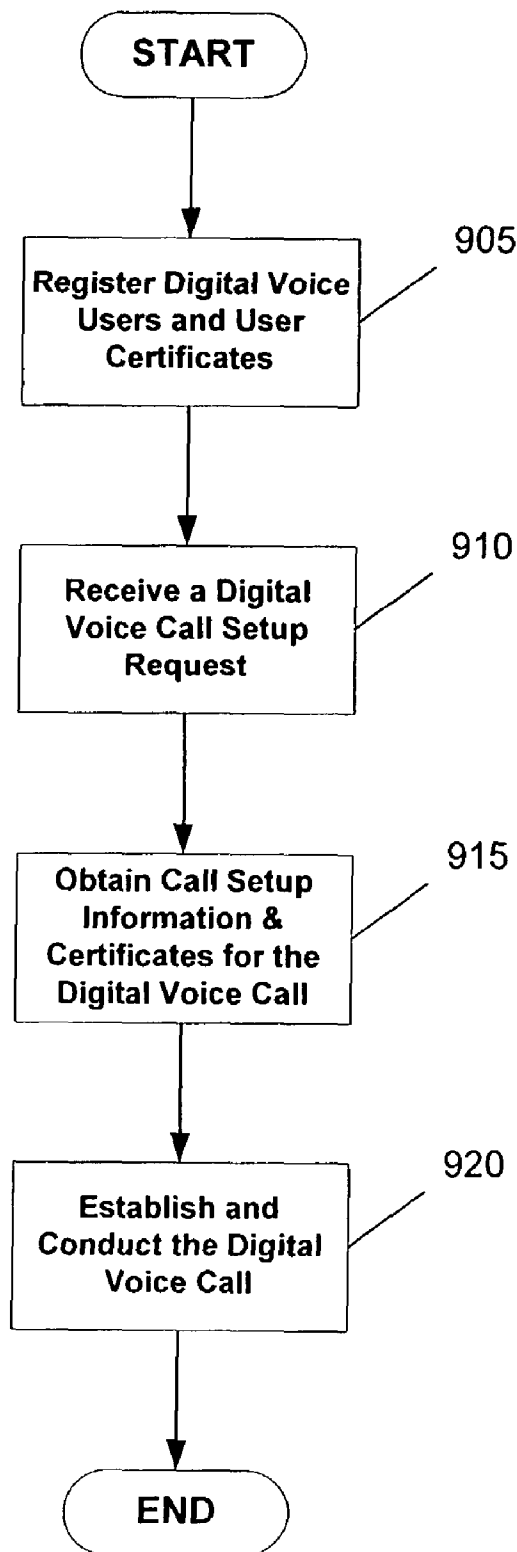 START
905
Register Digital Voice
Users and User
Certificates
910
Receive a Digital
Voice Call Setup
Request
915
Obtain Call Setup
Information &
Certificates for the
Digital Voice Call
920
Establish and
Conduct the Digital
Voice Call
END